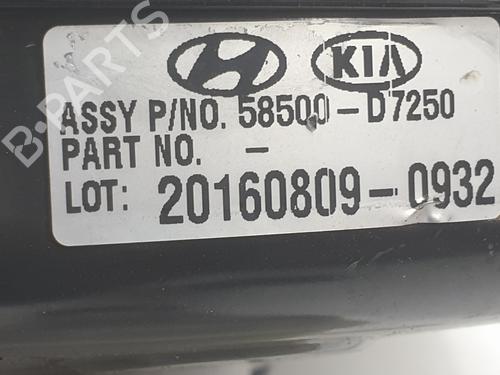 KIA
ASSY P/NO. 58500-D7250
PART NO. -
LOT: 20160809-0932
B-PARTS